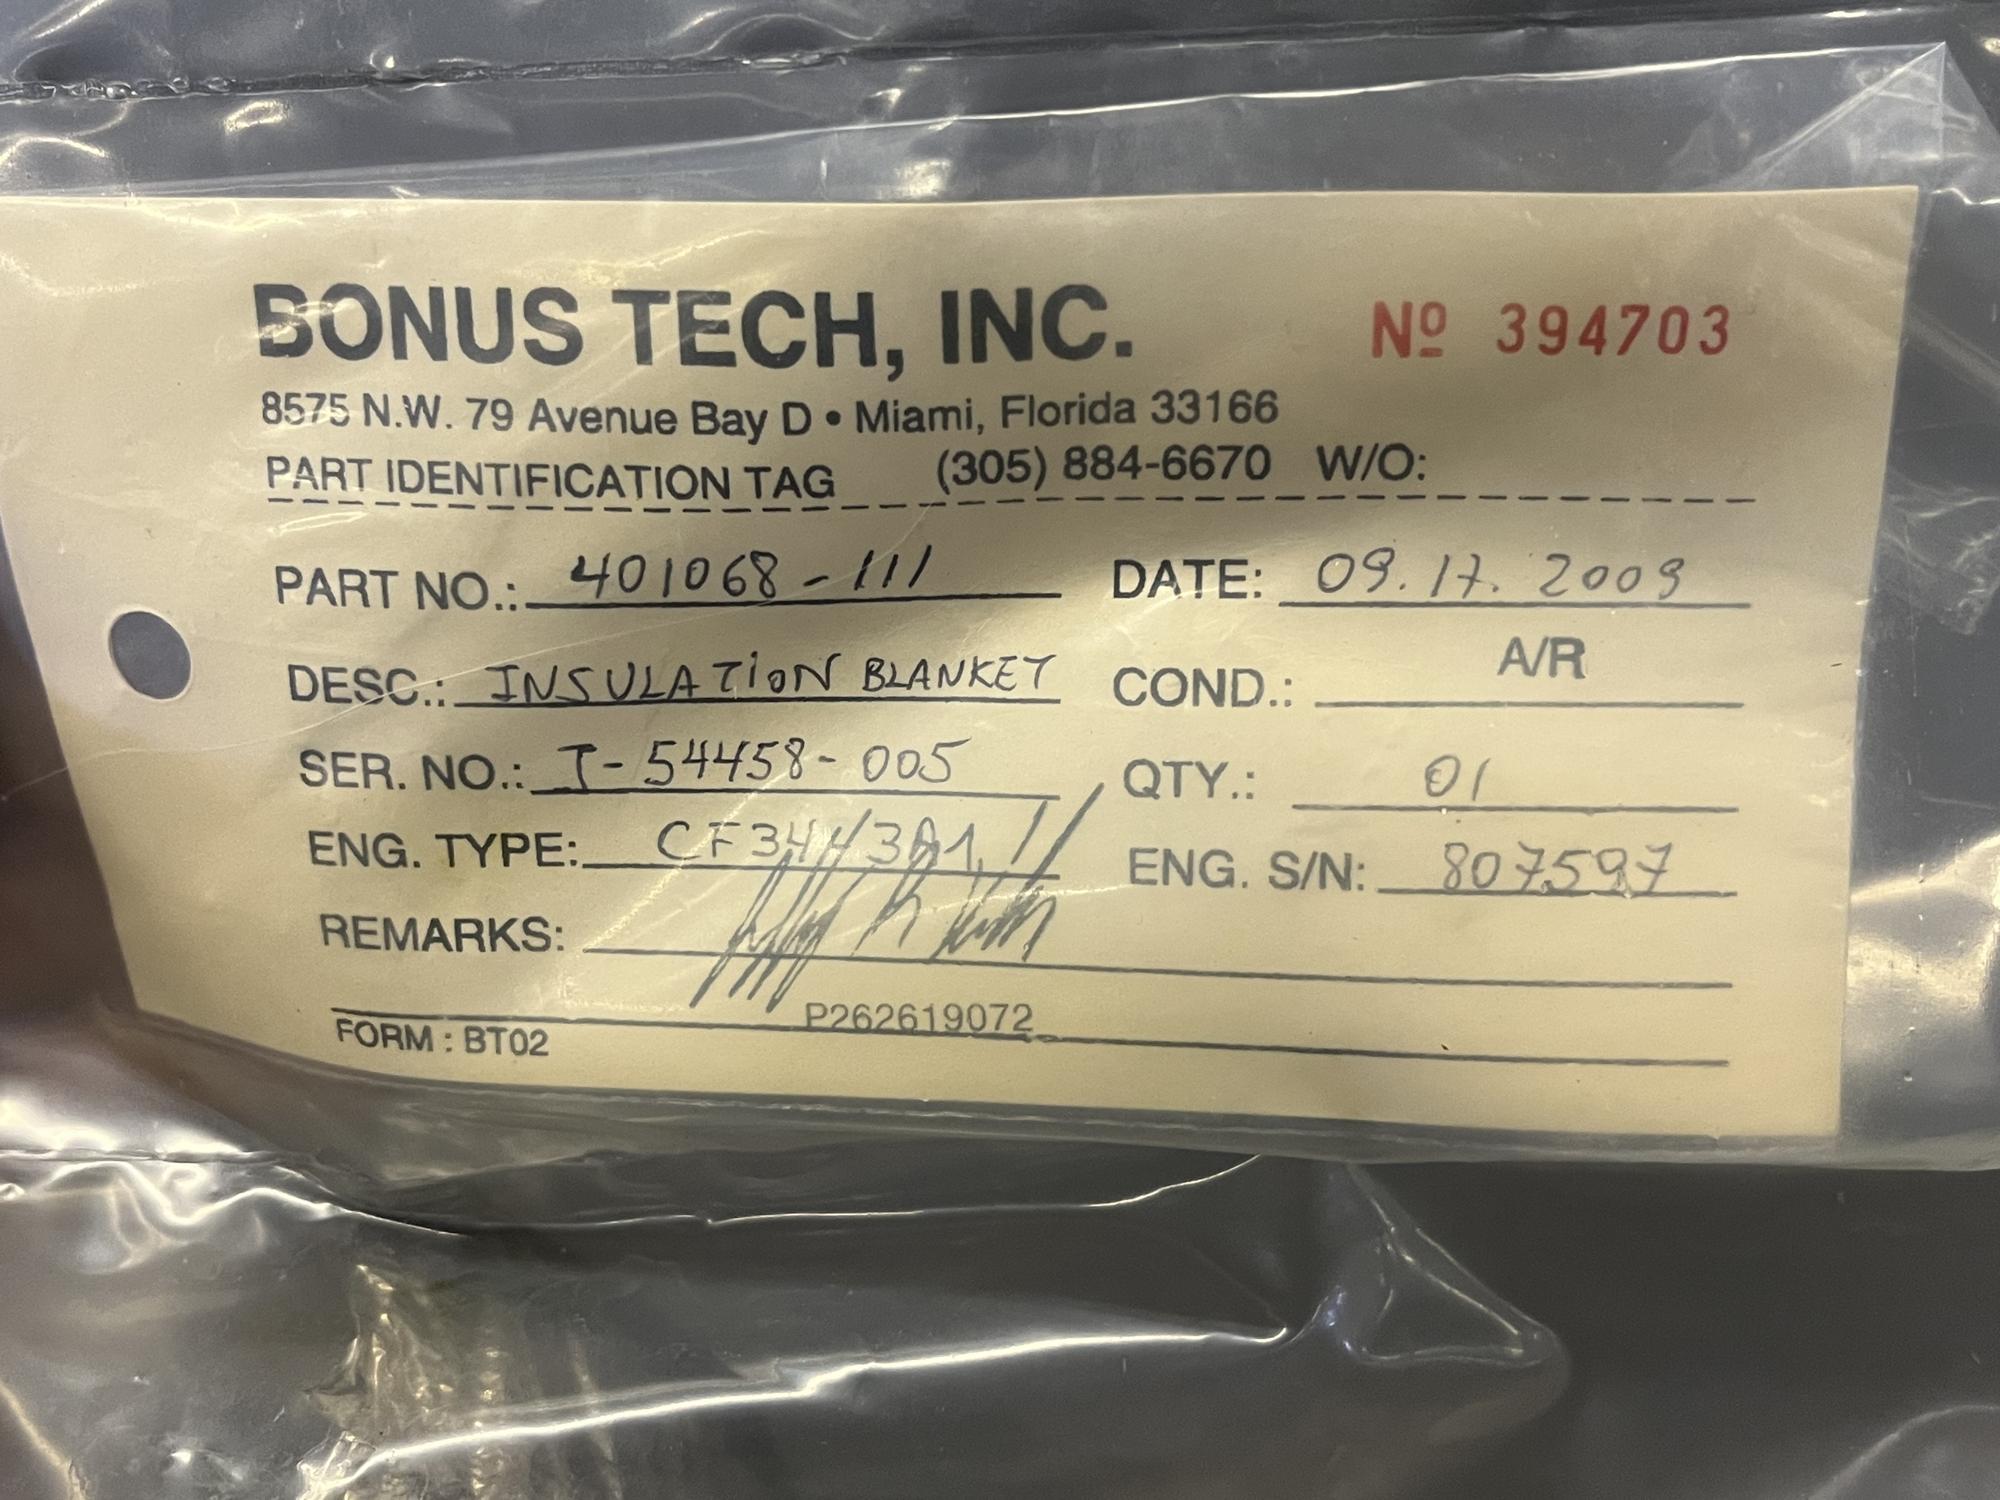 BONUS TECH, INC. Nº 394703
8575 N.W. 79 Avenue Bay D • Miami, Florida 33166
PART IDENTIFICATION TAG (305) 884-6670 W/O:
PART NO.: 401068-111 DATE: 09.17.2009
DESC.: INSULATION BLANKET COND.: A/R
SER. NO.: J-54458-005 QTY.: 01
ENG. TYPE: CF34-3A1 ENG. S/N: 807597
REMARKS:
P262619072
FORM : BT02